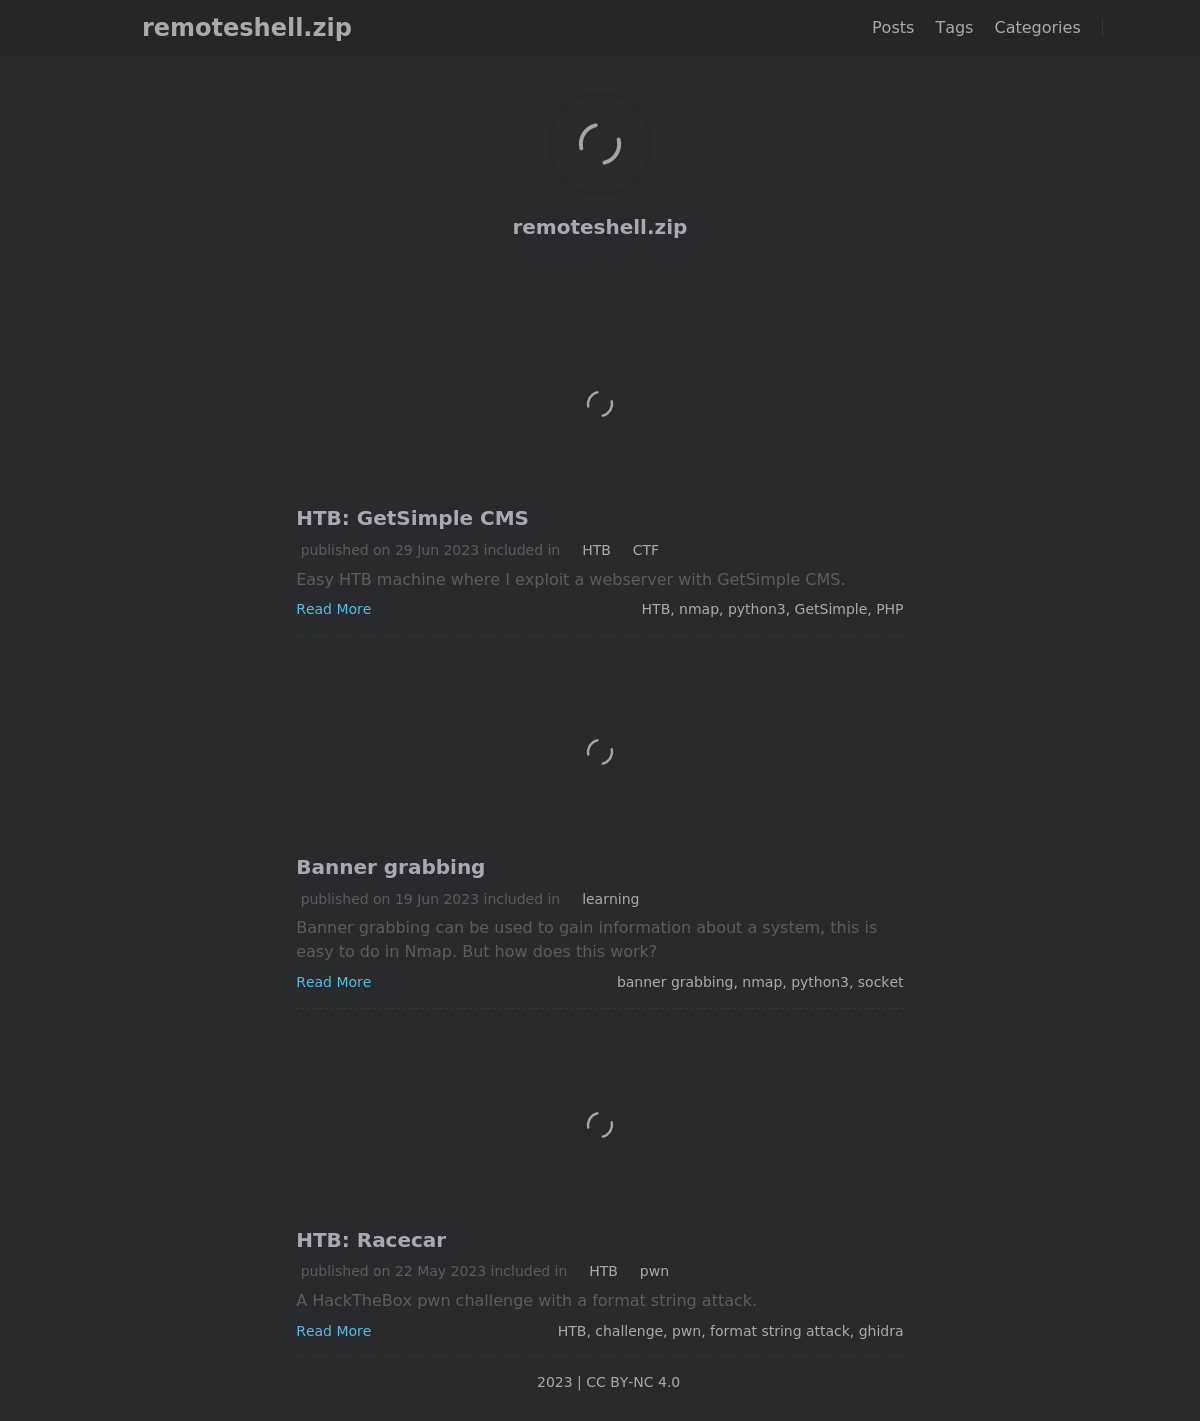 remoteshell.zip
Posts Tags Categories
remoteshell.zip
HTB: GetSimple CMS
published on 29 Jun 2023 included in HTB CTF
Easy HTB machine where I exploit a webserver with GetSimple CMS.
Read More HTB, nmap, python3, GetSimple, PHP
Banner grabbing
published on 19 Jun 2023 included in learning
Banner grabbing can be used to gain information about a system, this is
easy to do in Nmap. But how does this work?
Read More banner grabbing, nmap, python3, socket
HTB: Racecar
published on 22 May 2023 included in HTB pwn
A HackTheBox pwn challenge with a format string attack.
Read More HTB, challenge, pwn, format string attack, ghidra
2023 | CC BY-NC 4.0